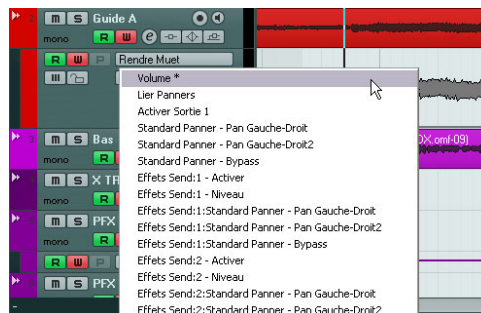 2 m S Guide A
mono R W e
R W P Rendre Muet
Volume *
Lier Panners
Activer Sortie 1
Standard Panner - Pan Gauche-Droit
Standard Panner - Pan Gauche-Droit2
Standard Panner - Bypass
Effets Send:1 - Activer
Effets Send:1 - Niveau
Effets Send:1:Standard Panner - Pan Gauche-Droit
Effets Send:1:Standard Panner - Pan Gauche-Droit2
Effets Send:1:Standard Panner - Bypass
Effets Send:2 - Activer
Effets Send:2 - Niveau
Effets Send:2:Standard Panner - Pan Gauche-Droit
Effets Send:2:Standard Panner - Pan Gauche-Droit2
m S Bas
DX.omf-09)
mono R
m S X TR
mono R
m S PFX
mono R
R W P
m S PFX